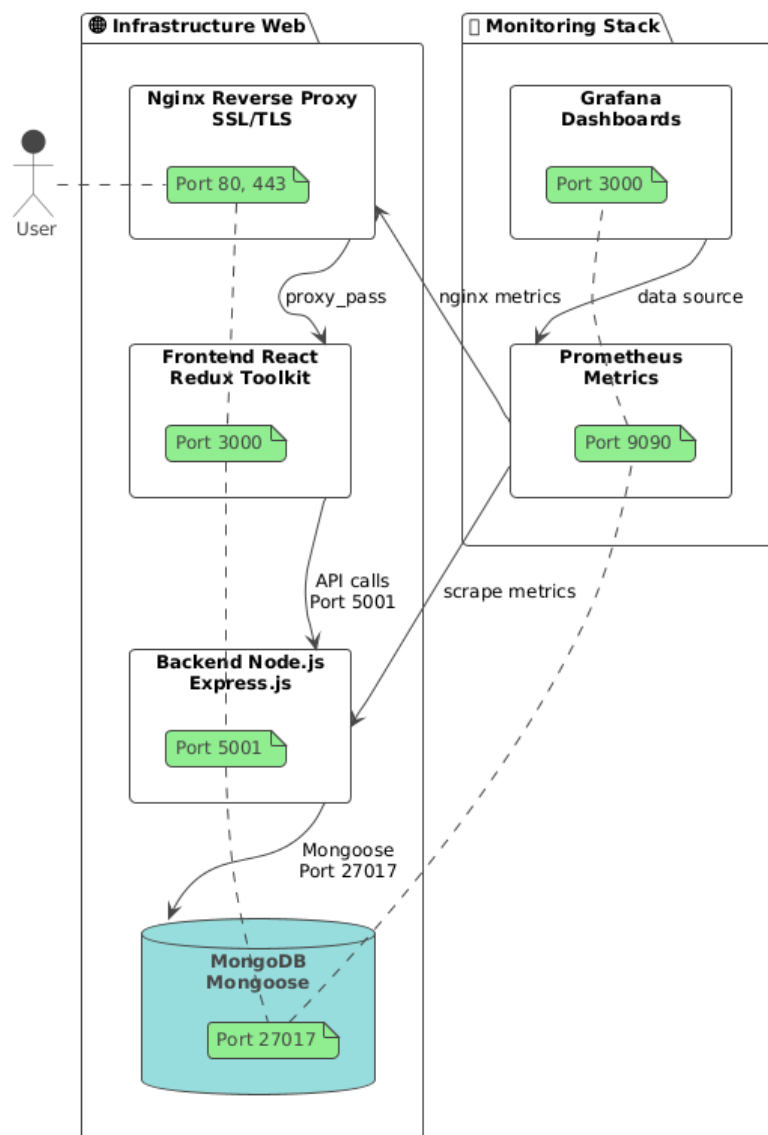 Infrastructure Web
Monitoring Stack
Nginx Reverse Proxy
SSL/TLS
Port 80, 443
Grafana
Dashboards
Port 3000
User
proxy_pass
nginx metrics
data source
Frontend React
Redux Toolkit
Port 3000
Prometheus
Metrics
Port 9090
API calls
Port 5001
scrape metrics
Backend Node.js
Express.js
Port 5001
Mongoose
Port 27017
MongoDB
Mongoose
Port 27017